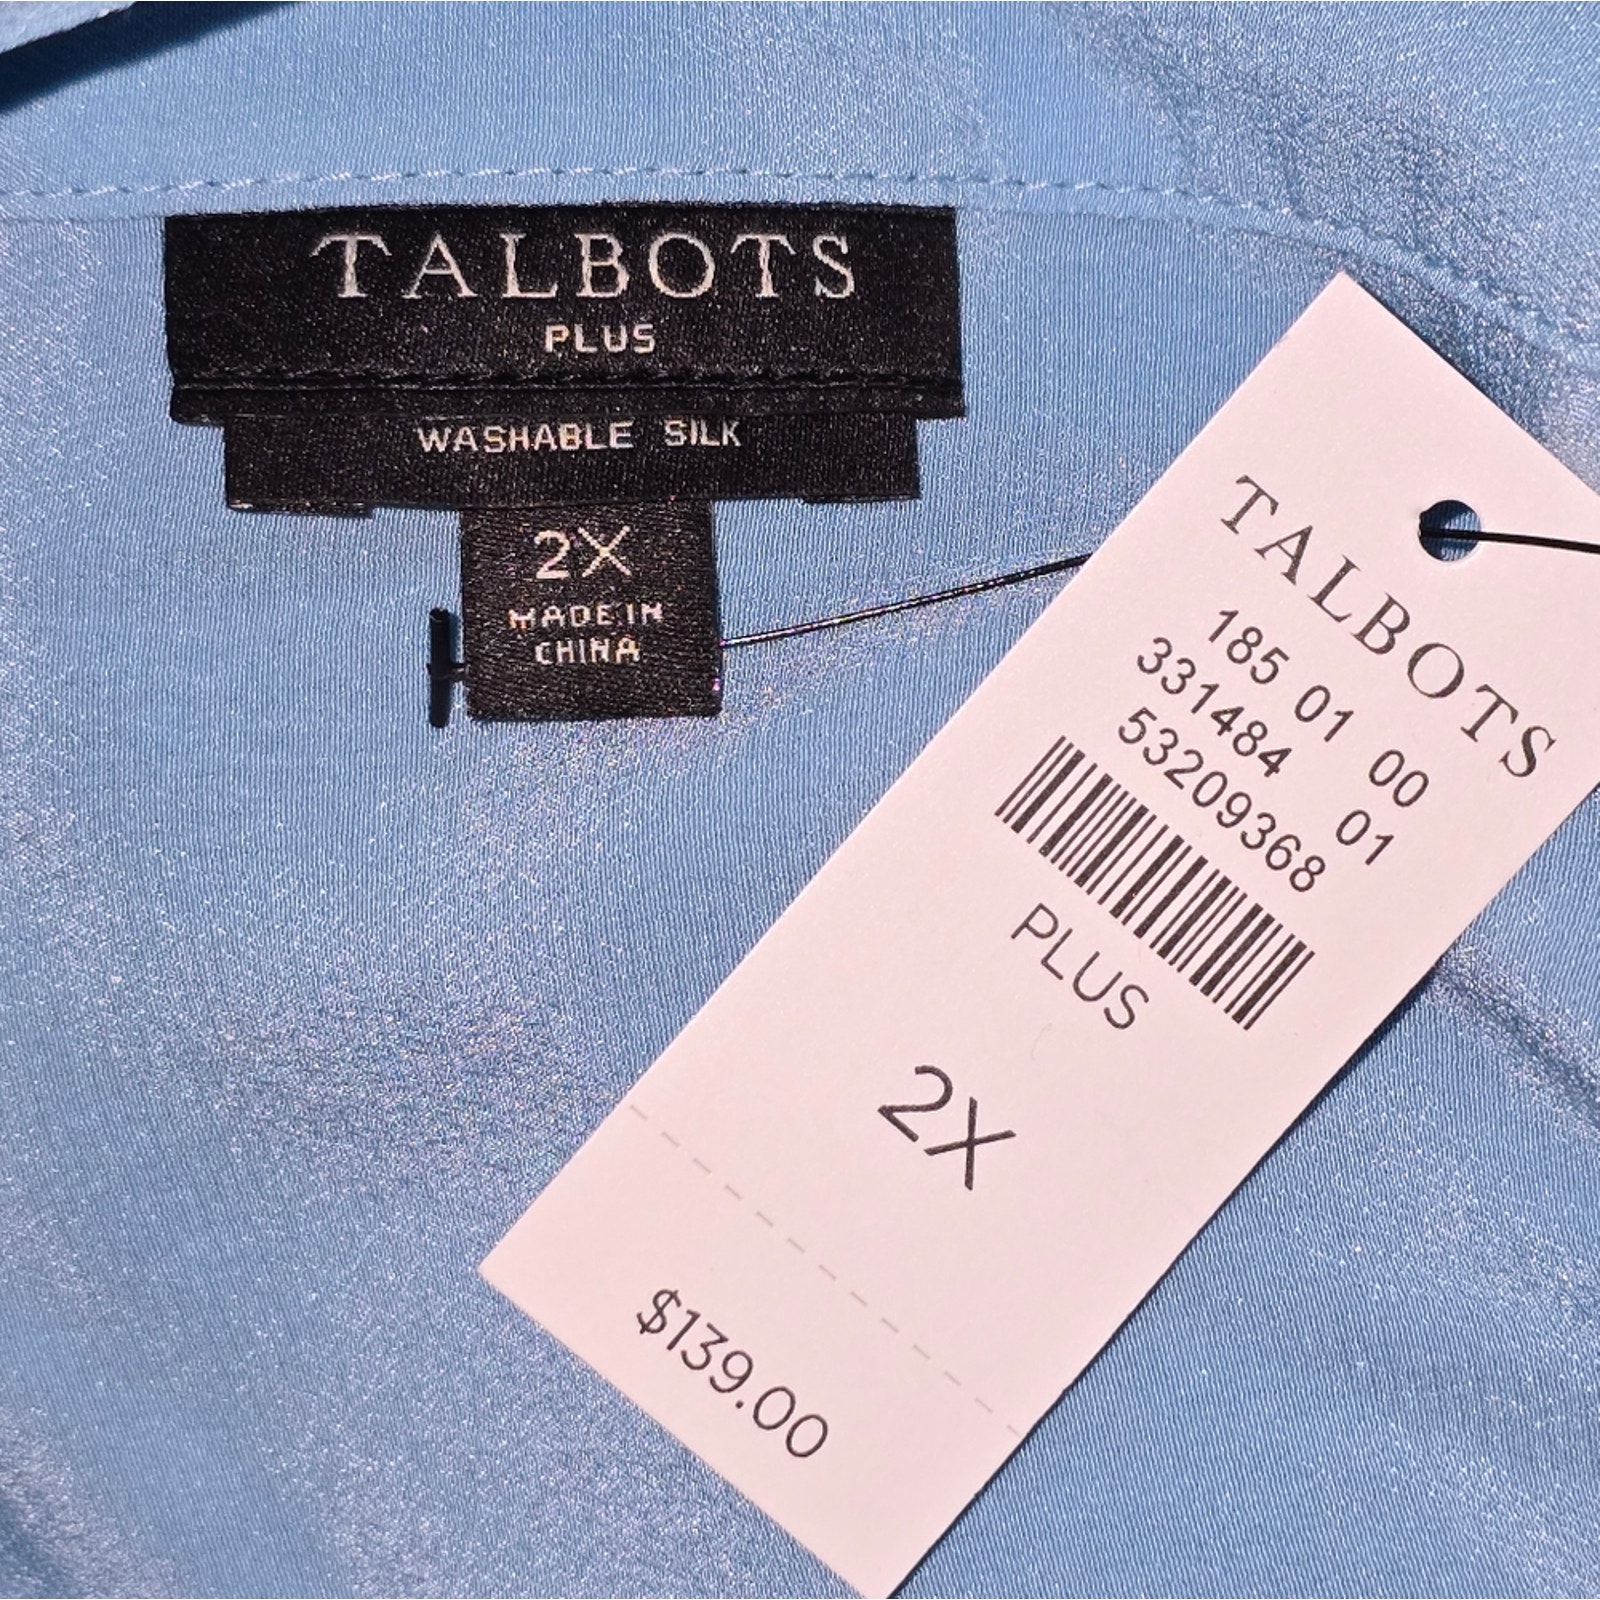 TALBOTS
PLUS
WASHABLE SILK
2X
MADE IN
CHINA
TALBOTS
185 01 00
331484 01
53209368
PLUS
2X
$139.00